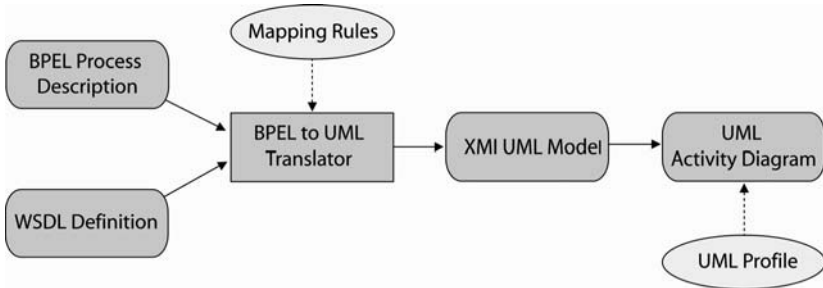 Mapping Rules
BPEL Process
Description
BPEL to UML
Translator
XMI UML Model
UML
Activity Diagram
WSDL Definition
UML Profile